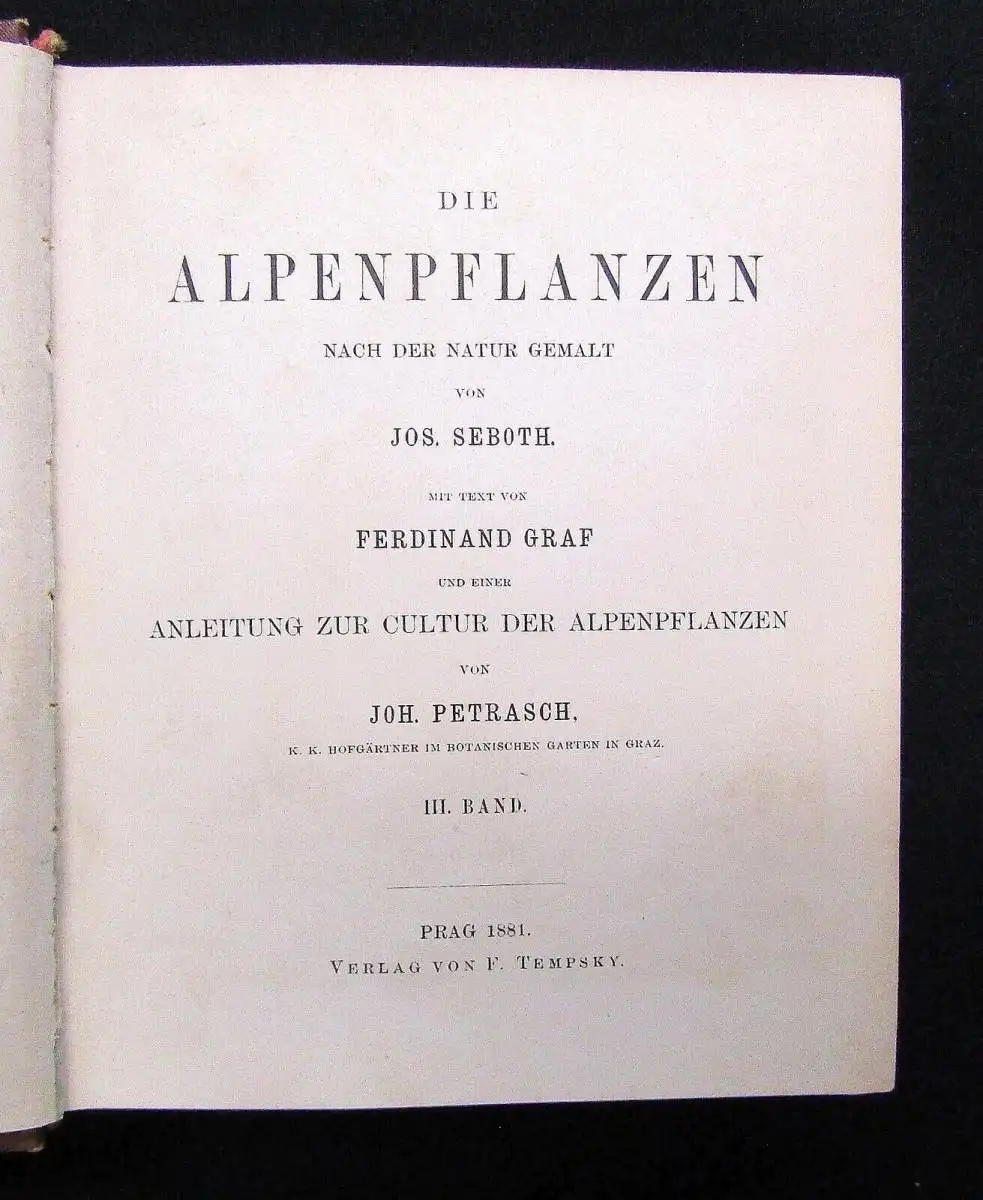 DIE
ALPENPFLANZEN
NACH DER NATUR GEMALT
VON
JOS. SEBOTH.
MIT TEXT VON
FERDINAND GRAF
UND EINER
ANLEITUNG ZUR CULTUR DER ALPENPFLANZEN
VON
JOH. PETRASCH,
K. K. HOFGÄRTNER IM BOTANISCHEN GARTEN IN GRAZ.
III. BAND.
PRAG 1881.
VERLAG VON F. TEMPSKY.